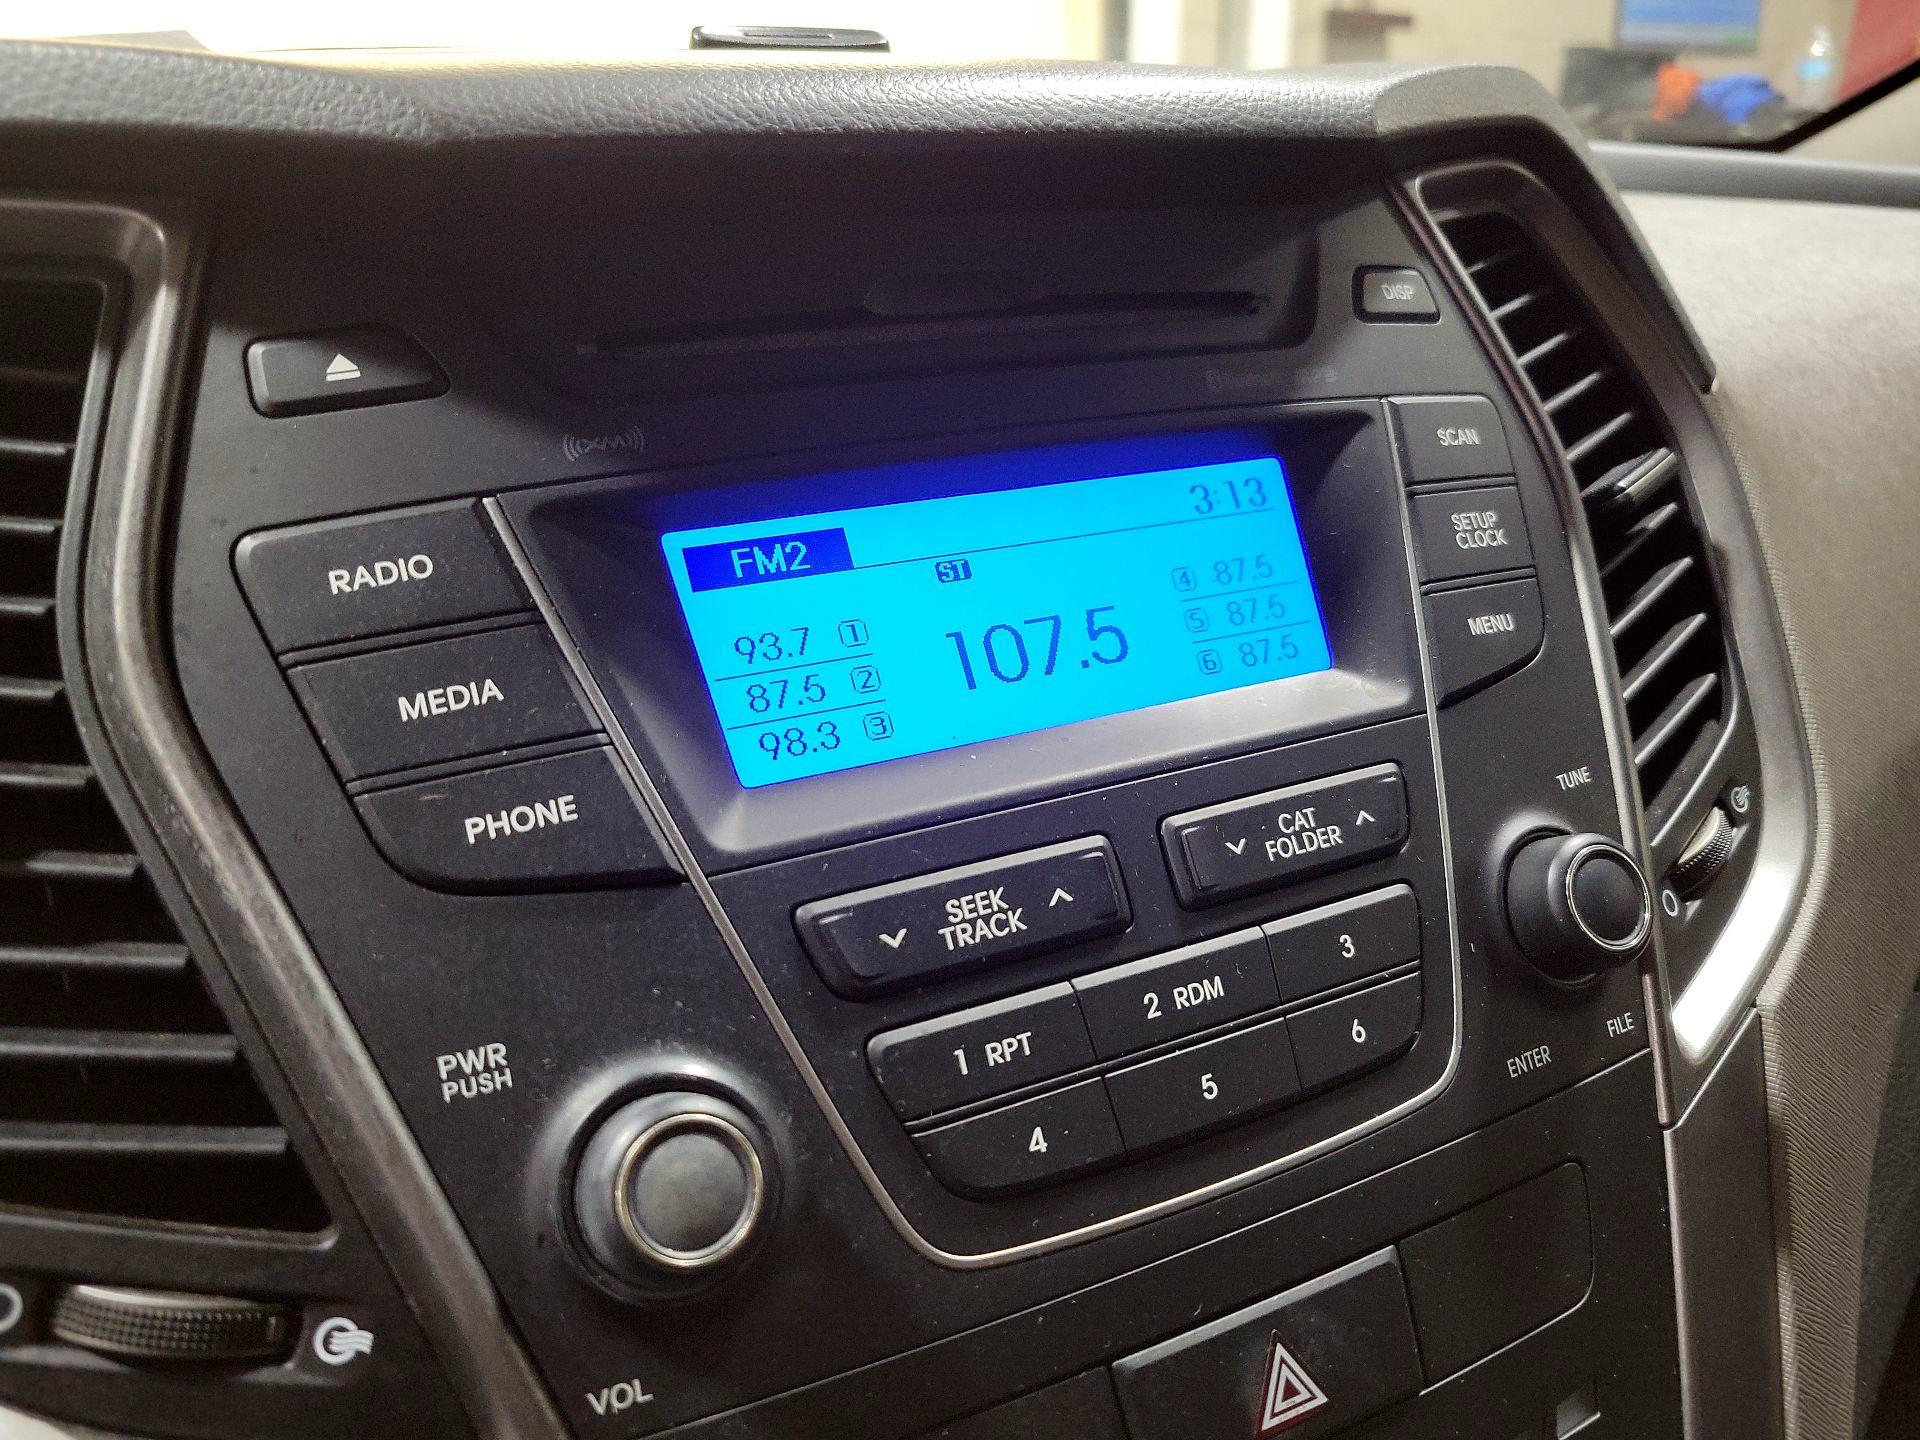 DISP
((XM))
SCAN
SETUP
CLOCK
MENU
RADIO
MEDIA
PHONE
3:13
FM2
ST
93.7 1
87.5 2
98.3 3
107.5
4 87.5
5 87.5
6 87.5
TUNE
CAT
FOLDER
SEEK
TRACK
1 RPT
2 RDM
3
4
5
6
FILE
ENTER
PWR
PUSH
VOL